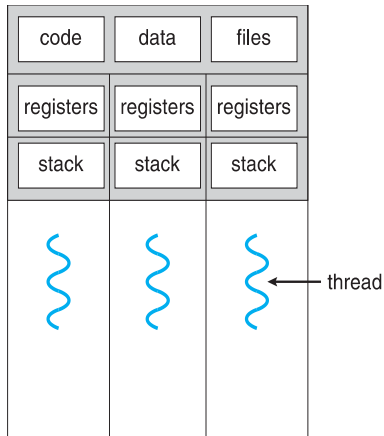 code data files
registers registers registers
stack stack stack
thread